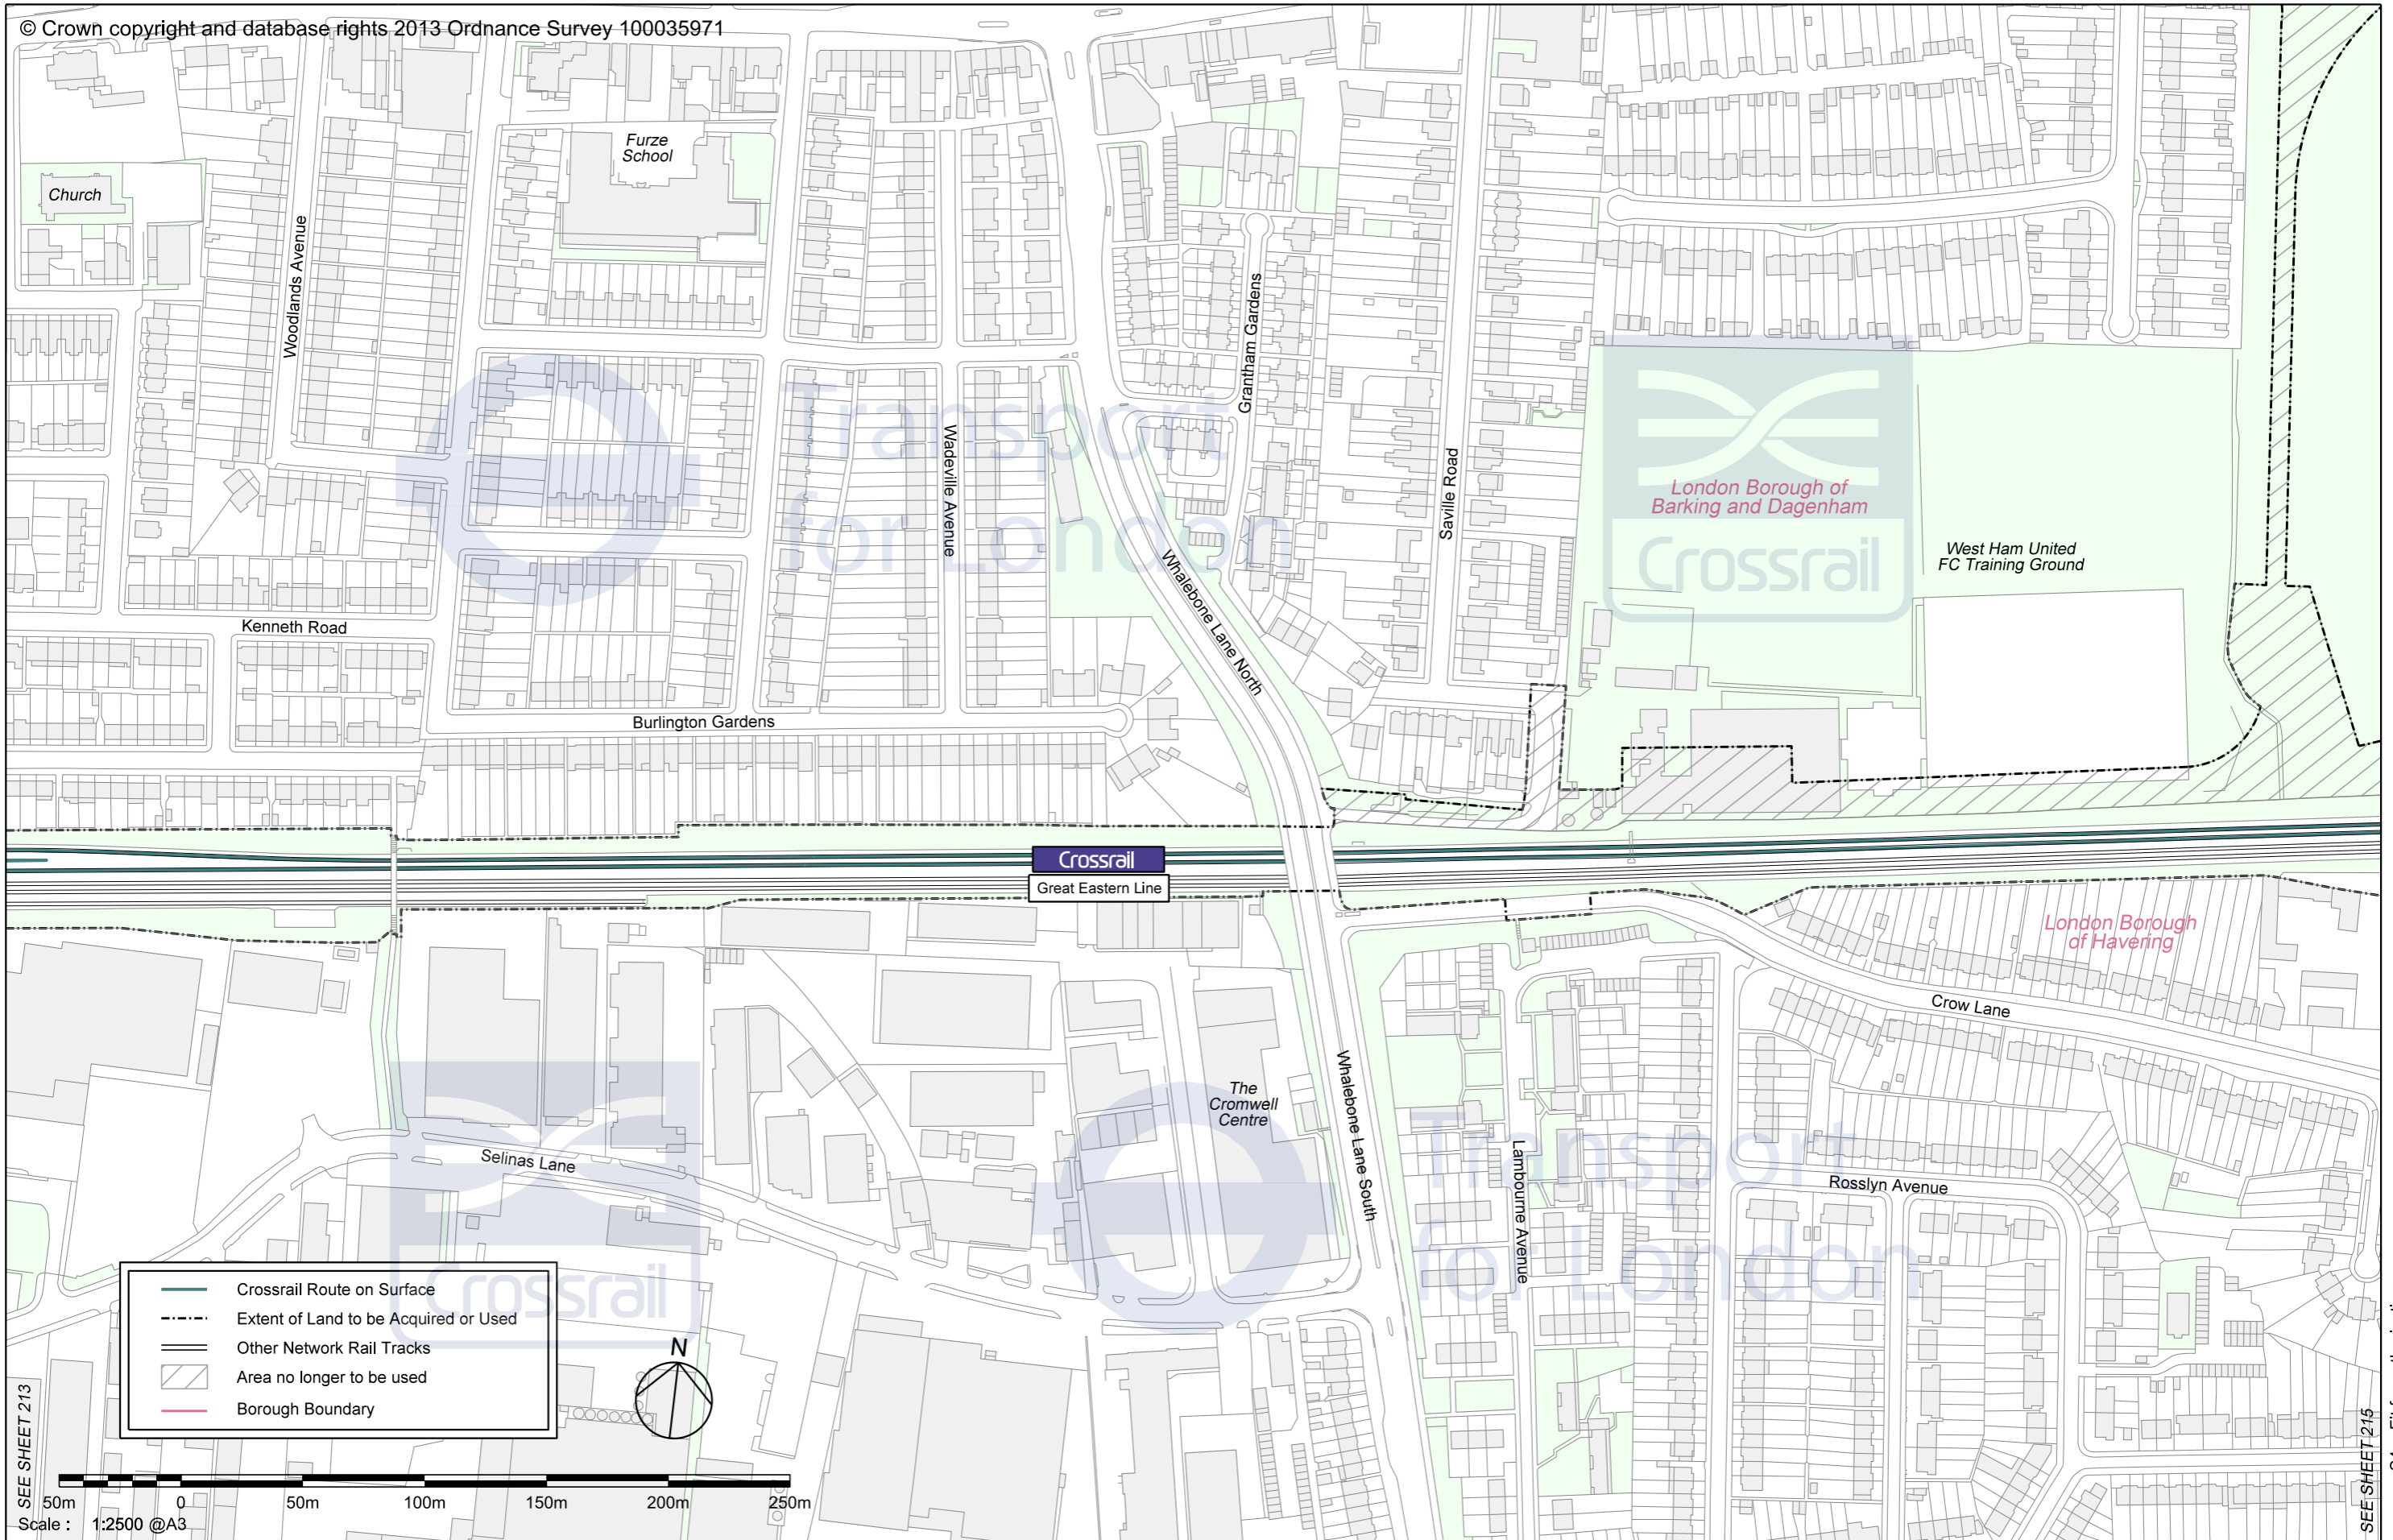 © Crown copyright and database rights 2013 Ordnance Survey 100035971
Church
Furze
School
Woodlands Avenue
Grantham Gardens
Transport
for London
Wadeville Avenue
Saville Road
London Borough of
Barking and Dagenham
Crossrail
West Ham United
FC Training Ground
Whalebone Lane North
Kenneth Road
Burlington Gardens
Crossrail
Great Eastern Line
London Borough
of Havering
Crow Lane
The
Cromwell
Centre
Whalebone Lane South
Selinas Lane
Lambourne Avenue
Transport
for London
Rosslyn Avenue
Crossrail
Crossrail Route on Surface
Extent of Land to be Acquired or Used
Other Network Rail Tracks
Area no longer to be used
Borough Boundary
N
SEE SHEET 213
SEE SHEET 215
50m
0
50m
100m
150m
200m
250m
Scale : 1:2500 @A3